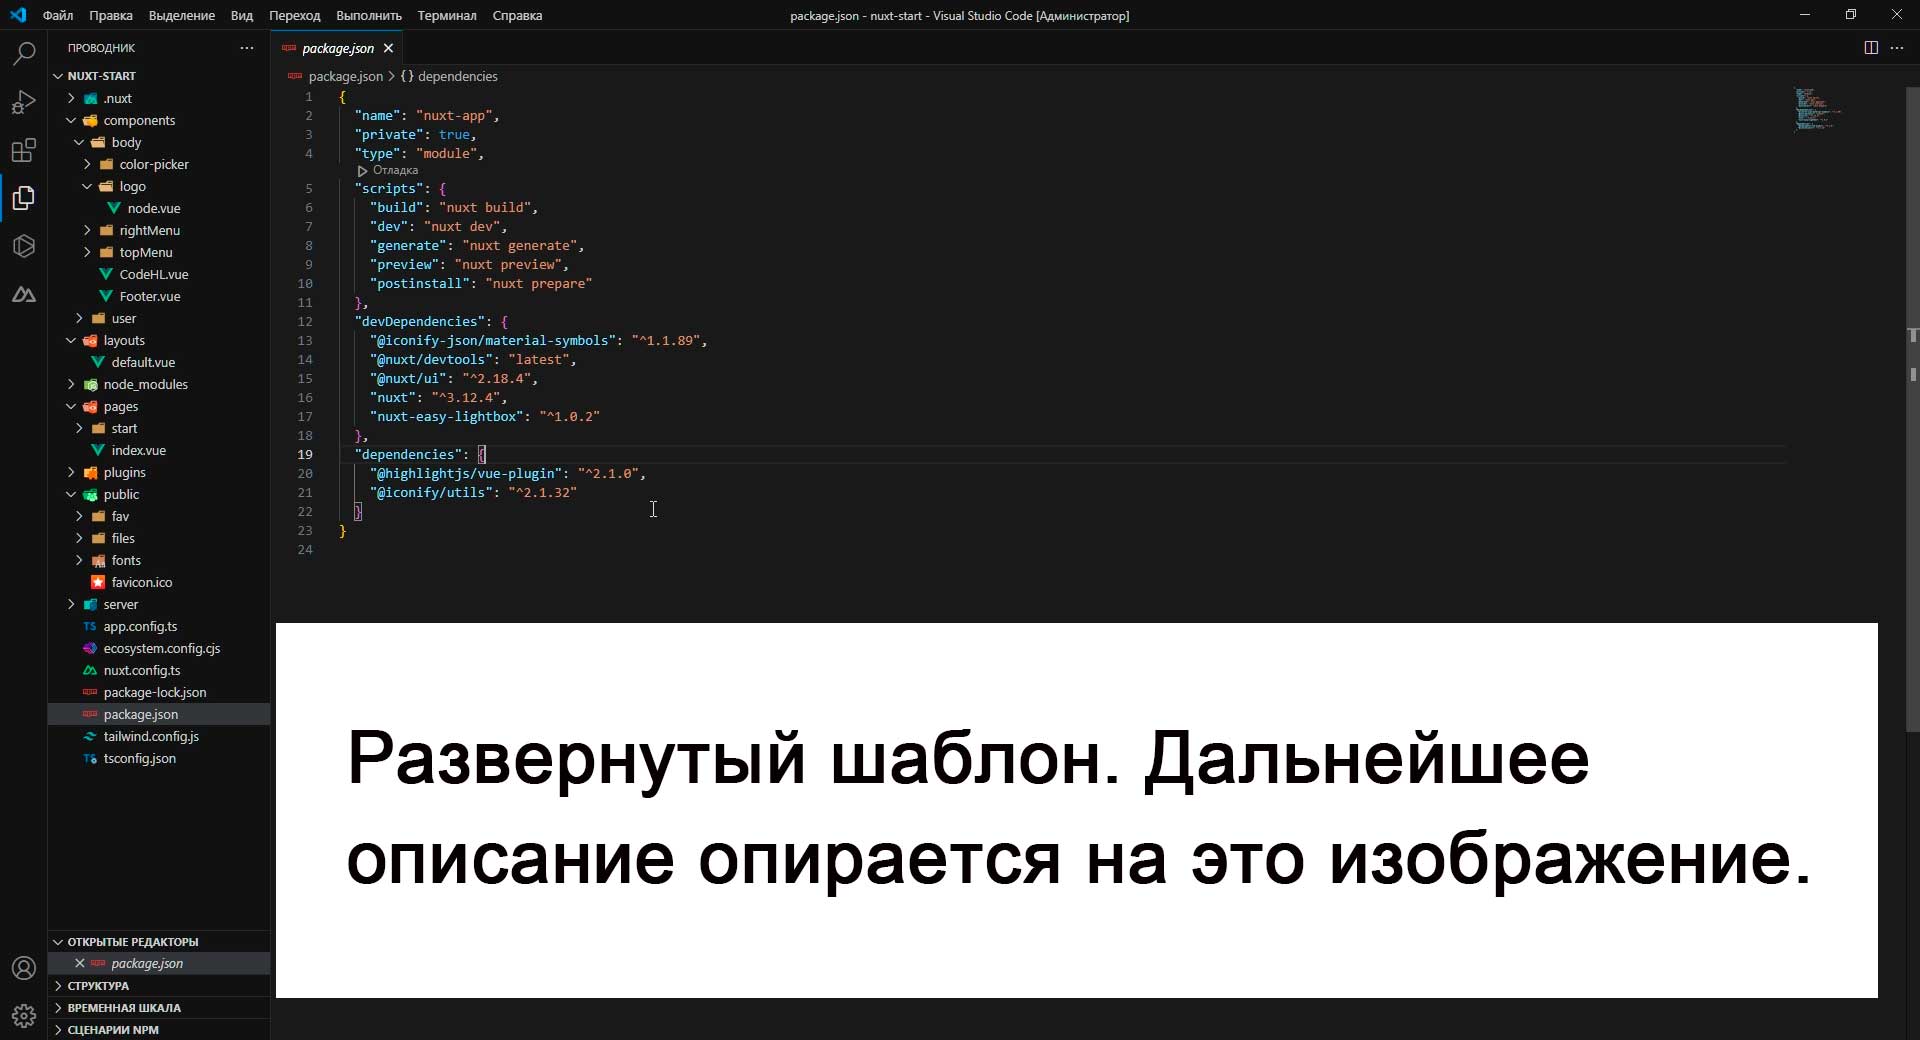 Файл Правка Выделение Вид Переход Выполнить Терминал Справка
package.json - nuxt-start - Visual Studio Code [Администратор]
ПРОВОДНИК
NUXT-START
.nuxt
components
body
color-picker
logo
node.vue
rightMenu
topMenu
CodeHL.vue
Footer.vue
user
layouts
default.vue
node_modules
pages
start
index.vue
plugins
public
fav
files
fonts
favicon.ico
server
TS app.config.ts
ecosystem.config.cjs
nuxt.config.ts
package-lock.json
package.json
tailwind.config.js
TS tsconfig.json
ОТКРЫТЫЕ РЕДАКТОРЫ
package.json
СТРУКТУРА
ВРЕМЕННАЯ ШКАЛА
СЦЕНАРИИ NPM
package.json
package.json > {} dependencies
1 {
2 "name": "nuxt-app",
3 "private": true,
4 "type": "module",
Отладка
5 "scripts": {
6 "build": "nuxt build",
7 "dev": "nuxt dev",
8 "generate": "nuxt generate",
9 "preview": "nuxt preview",
10 "postinstall": "nuxt prepare"
11 },
12 "devDependencies": {
13 "@iconify-json/material-symbols": "^1.1.89",
14 "@nuxt/devtools": "latest",
15 "@nuxt/ui": "^2.18.4",
16 "nuxt": "^3.12.4",
17 "nuxt-easy-lightbox": "^1.0.2"
18 },
19 "dependencies": {
20 "@highlightjs/vue-plugin": "^2.1.0",
21 "@iconify/utils": "^2.1.32"
22 }
23 }
24
Развернутый шаблон. Дальнейшее
описание опирается на это изображение.